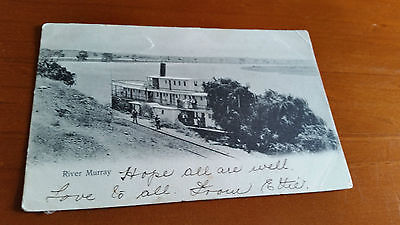 River Murray
Hope all are well.
Love to all. From Ettie.